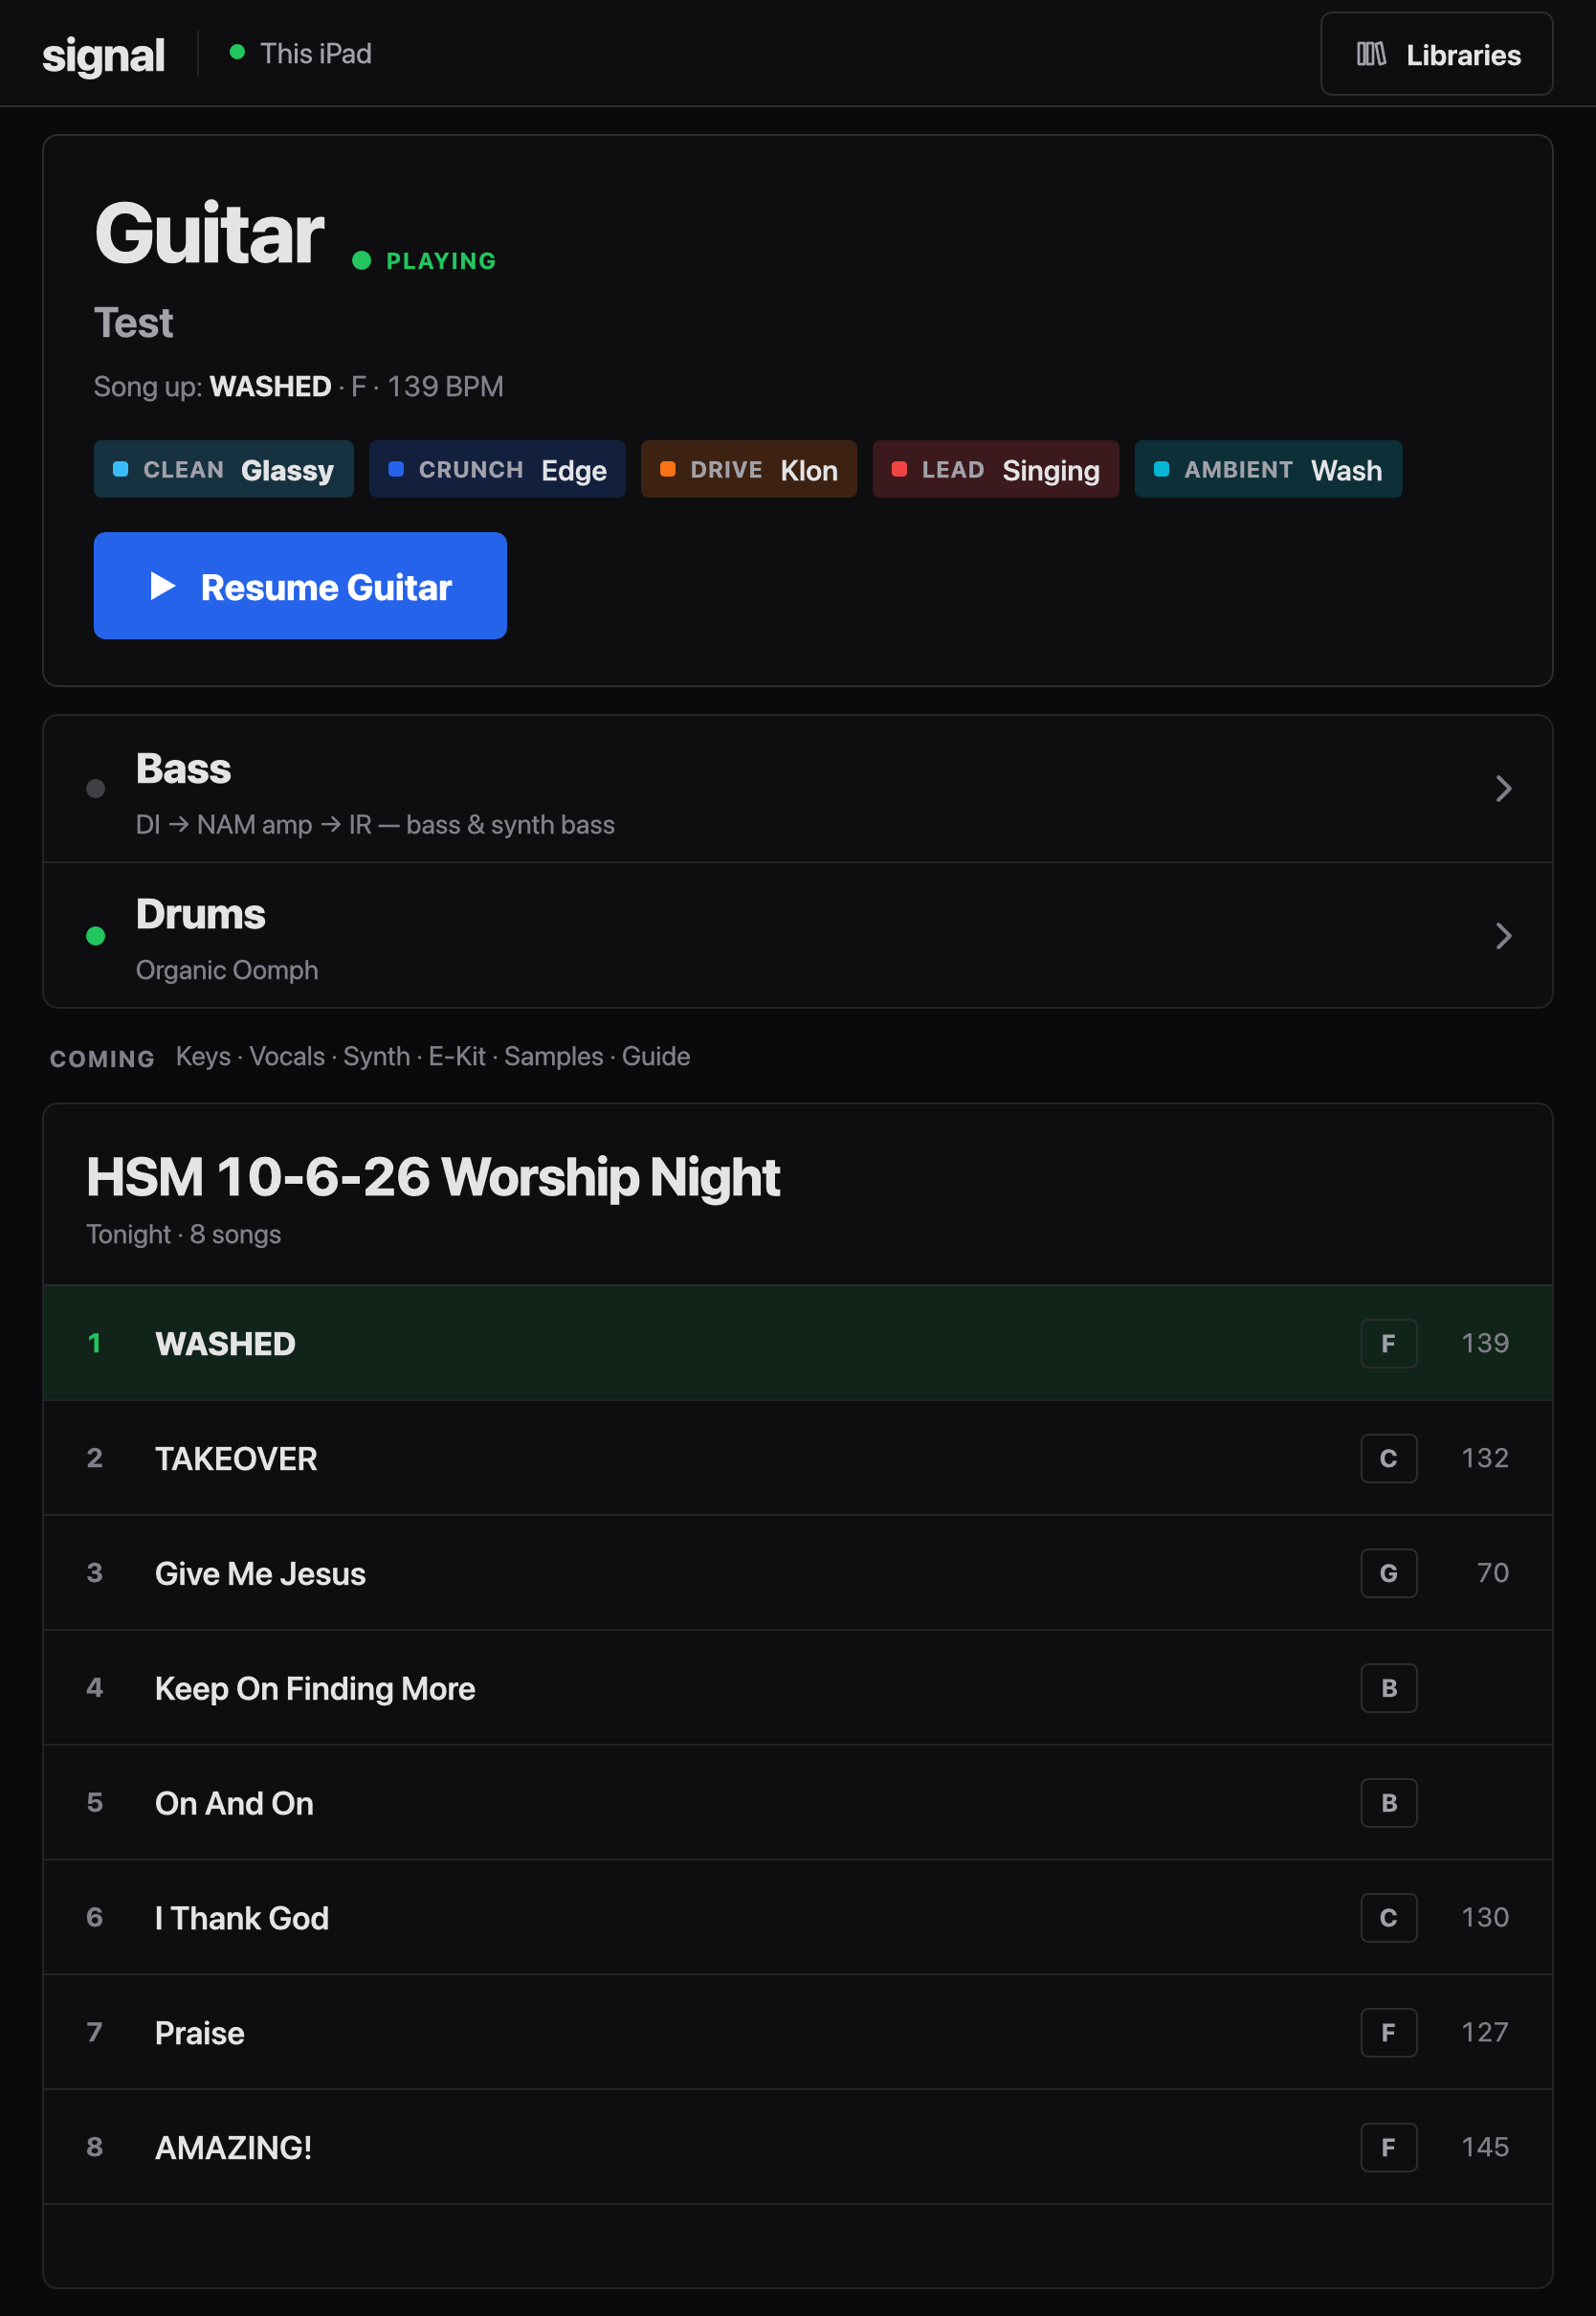 signal This iPad Libraries
Guitar PLAYING
Test
Song up: WASHED · F · 139 BPM
CLEAN Glassy CRUNCH Edge DRIVE Klon LEAD Singing AMBIENT Wash
Resume Guitar
Bass
DI → NAM amp → IR — bass & synth bass
Drums
Organic Oomph
COMING Keys · Vocals · Synth · E-Kit · Samples · Guide
HSM 10-6-26 Worship Night
Tonight · 8 songs
1 WASHED F 139
2 TAKEOVER C 132
3 Give Me Jesus G 70
4 Keep On Finding More B
5 On And On B
6 I Thank God C 130
7 Praise F 127
8 AMAZING! F 145